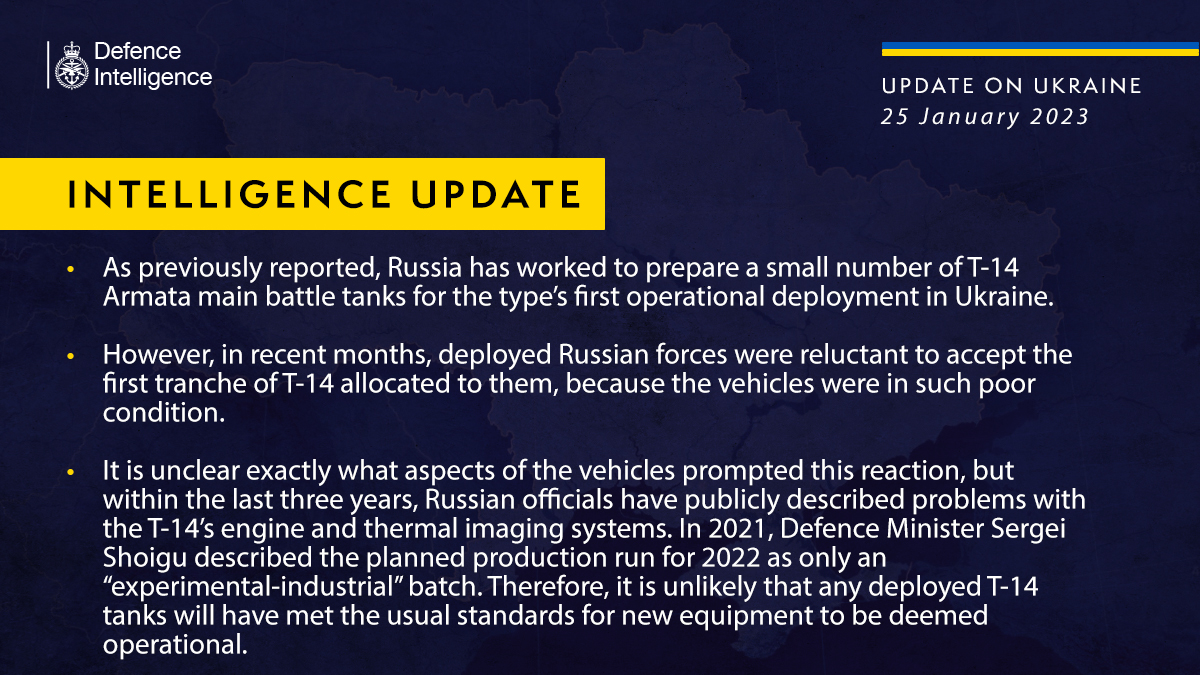 Defence
Intelligence
UPDATE ON UKRAINE
25 January 2023
INTELLIGENCE UPDATE
• As previously reported, Russia has worked to prepare a small number of T-14
Armata main battle tanks for the type’s first operational deployment in Ukraine.
• However, in recent months, deployed Russian forces were reluctant to accept the
first tranche of T-14 allocated to them, because the vehicles were in such poor
condition.
• It is unclear exactly what aspects of the vehicles prompted this reaction, but
within the last three years, Russian officials have publicly described problems with
the T-14’s engine and thermal imaging systems. In 2021, Defence Minister Sergei
Shoigu described the planned production run for 2022 as only an
“experimental-industrial” batch. Therefore, it is unlikely that any deployed T-14
tanks will have met the usual standards for new equipment to be deemed
operational.